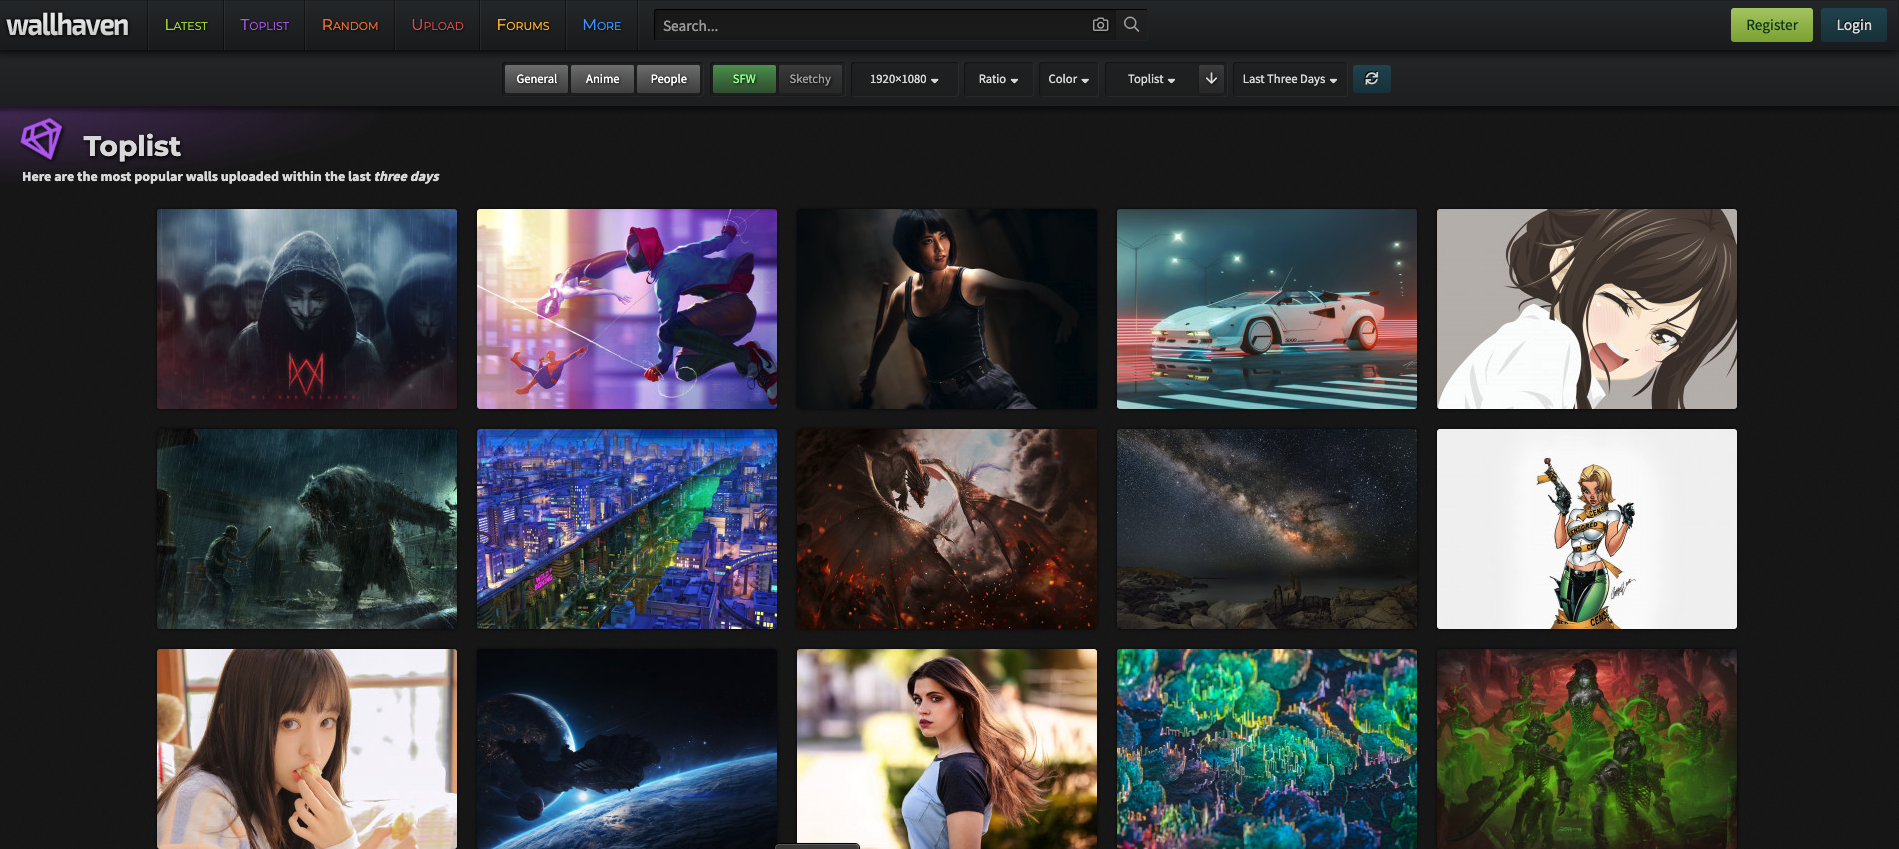 wallhaven Latest Toplist Random Upload Forums More Search... Register Login
General Anime People SFW Sketchy 1920×1080 Ratio Color Toplist Last Three Days
Toplist
Here are the most popular walls uploaded within the last three days
CENSORED